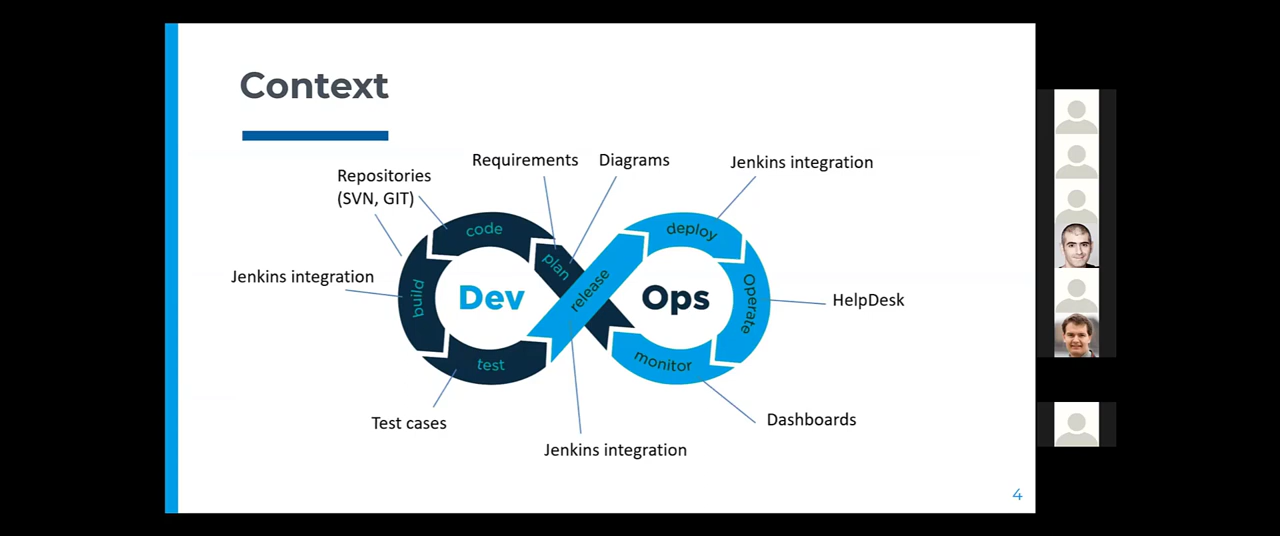 Context
Requirements
Diagrams
Jenkins integration
Repositories
(SVN, GIT)
code
deploy
plan
Jenkins integration
build
Dev
release
Ops
Operate
HelpDesk
test
monitor
Test cases
Dashboards
Jenkins integration
4